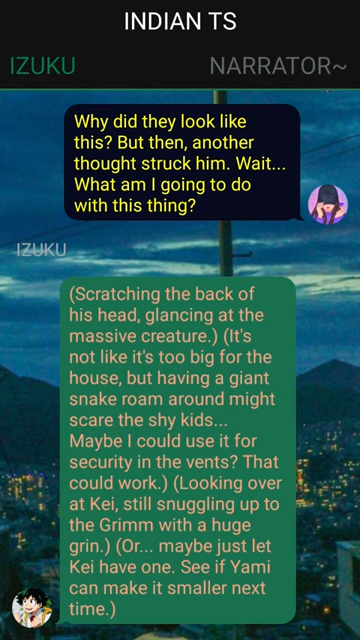 INDIAN TS
IZUKU
NARRATOR~
Why did they look like
this? But then, another
thought struck him. Wait...
What am I going to do
with this thing?
IZUKU
(Scratching the back of
his head, glancing at the
massive creature.) (It's
not like it's too big for the
house, but having a giant
snake roam around might
scare the shy kids...
Maybe I could use it for
security in the vents? That
could work.) (Looking over
at Kei, still snuggling up to
the Grimm with a huge
grin.) (Or... maybe just let
Kei have one. See if Yami
can make it smaller next
time.)